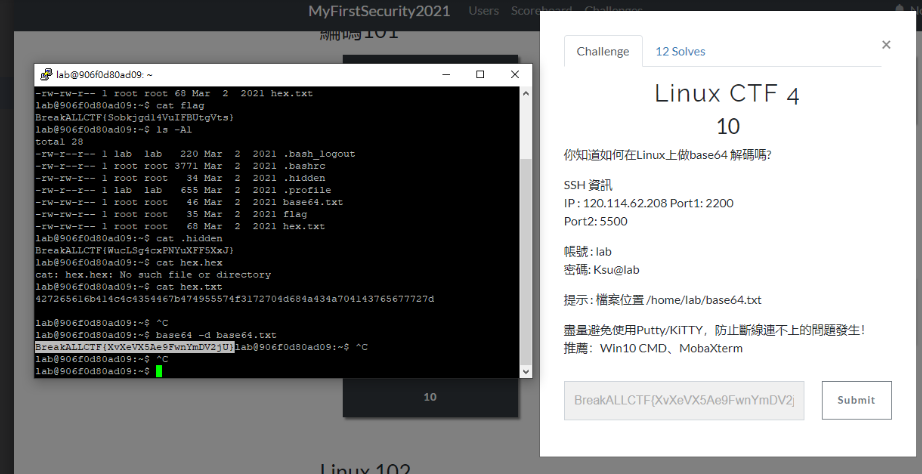 MyFirstSecurity2021 Users Scoreboard Challenges
編碼101
lab@906f0d80ad09: ~
-rw-rw-r-- 1 root root 68 Mar 2 2021 hex.txt
lab@906f0d80ad09:~$ cat flag
BreakALLCTF{Sobkjgdl4VuIFBUtgVts}
lab@906f0d80ad09:~$ ls -Al
total 28
-rw-r--r-- 1 lab lab 220 Mar 2 2021 .bash_logout
-rw-r--r-- 1 root root 3771 Mar 2 2021 .bashrc
-rw-rw-r-- 1 root root 34 Mar 2 2021 .hidden
-rw-r--r-- 1 lab lab 655 Mar 2 2021 .profile
-rw-rw-r-- 1 root root 46 Mar 2 2021 base64.txt
-rw-rw-r-- 1 root root 35 Mar 2 2021 flag
-rw-rw-r-- 1 root root 68 Mar 2 2021 hex.txt
lab@906f0d80ad09:~$ cat .hidden
BreakALLCTF{WucLSg4cxPNYuXFF5XxJ}
lab@906f0d80ad09:~$ cat hex.hex
cat: hex.hex: No such file or directory
lab@906f0d80ad09:~$ cat hex.txt
427265616b414c4c4354467b474955574f3172704d684a434a704143765677727d
lab@906f0d80ad09:~$ ^C
lab@906f0d80ad09:~$ base64 -d base64.txt
BreakALLCTF{XvXeVX5Ae9FwnYmDV2jU}lab@906f0d80ad09:~$ ^C
lab@906f0d80ad09:~$ ^C
lab@906f0d80ad09:~$
10
Linux 102
Challenge 12 Solves ×
Linux CTF 4
10
你知道如何在Linux上做base64 解碼嗎?
SSH 資訊
IP : 120.114.62.208 Port1: 2200
Port2: 5500
帳號 : lab
密碼: Ksu@lab
提示 : 檔案位置 /home/lab/base64.txt
盡量避免使用Putty/KiTTY，防止斷線連不上的問題發生!
推薦：Win10 CMD、MobaXterm
BreakALLCTF{XvXeVX5Ae9FwnYmDV2j
Submit